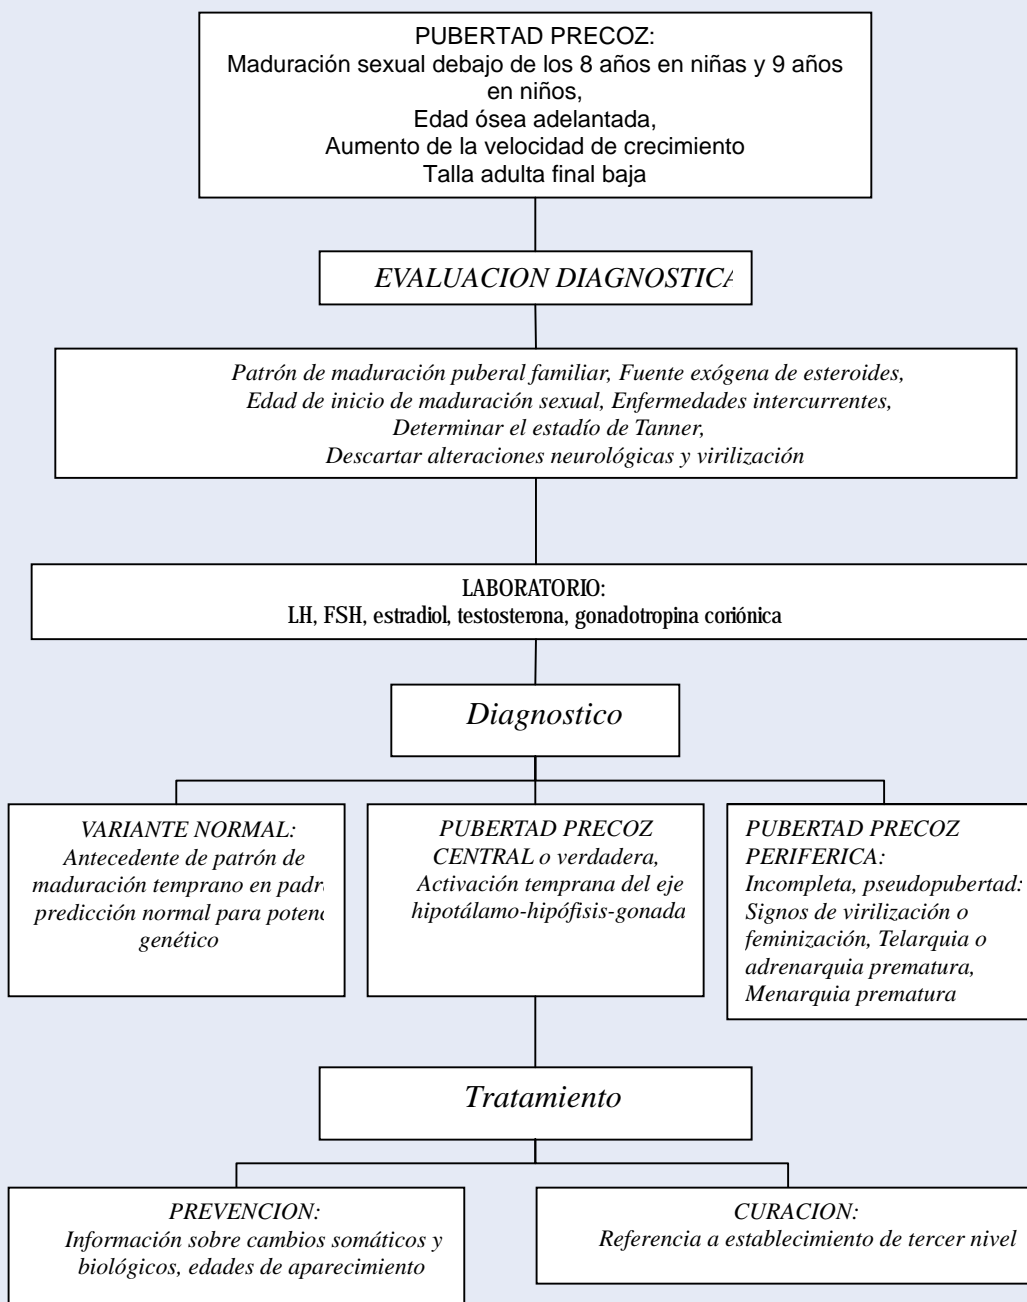 PUBERTAD PRECOZ:
Maduración sexual debajo de los 8 años en niñas y 9 años
en niños,
Edad ósea adelantada,
Aumento de la velocidad de crecimiento
Talla adulta final baja
EVALUACION DIAGNOSTICA
Patrón de maduración puberal familiar, Fuente exógena de esteroides,
Edad de inicio de maduración sexual, Enfermedades intercurrentes,
Determinar el estadío de Tanner,
Descartar alteraciones neurológicas y virilización
LABORATORIO:
LH, FSH, estradiol, testosterona, gonadotropina coriónica
Diagnostico
VARIANTE NORMAL:
Antecedente de patrón de
maduración temprano en padr
predicción normal para potenc
genético
PUBERTAD PRECOZ
CENTRAL o verdadera,
Activación temprana del eje
hipotálamo-hipófisis-gonada
PUBERTAD PRECOZ
PERIFERICA:
Incompleta, pseudopubertad:
Signos de virilización o
feminización, Telarquia o
adrenarquia prematura,
Menarquia prematura
Tratamiento
PREVENCION:
Información sobre cambios somáticos y
biológicos, edades de aparecimiento
CURACION:
Referencia a establecimiento de tercer nivel